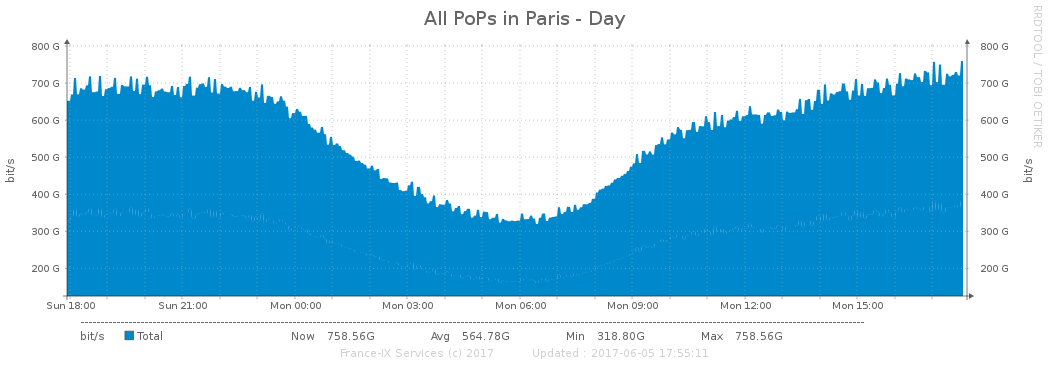 All PoPs in Paris - Day
RRDTOOL / TOBI OETIKER
800 G 800 G
700 G 700 G
600 G 600 G
500 G 500 G
400 G 400 G
300 G 300 G
200 G 200 G
bit/s
bit/s
Sun 18:00 Sun 21:00 Mon 00:00 Mon 03:00 Mon 06:00 Mon 09:00 Mon 12:00 Mon 15:00
bit/s Total Now 758.56G Avg 564.78G Min 318.80G Max 758.56G
France-IX Services (c) 2017 Updated : 2017-06-05 17:55:11